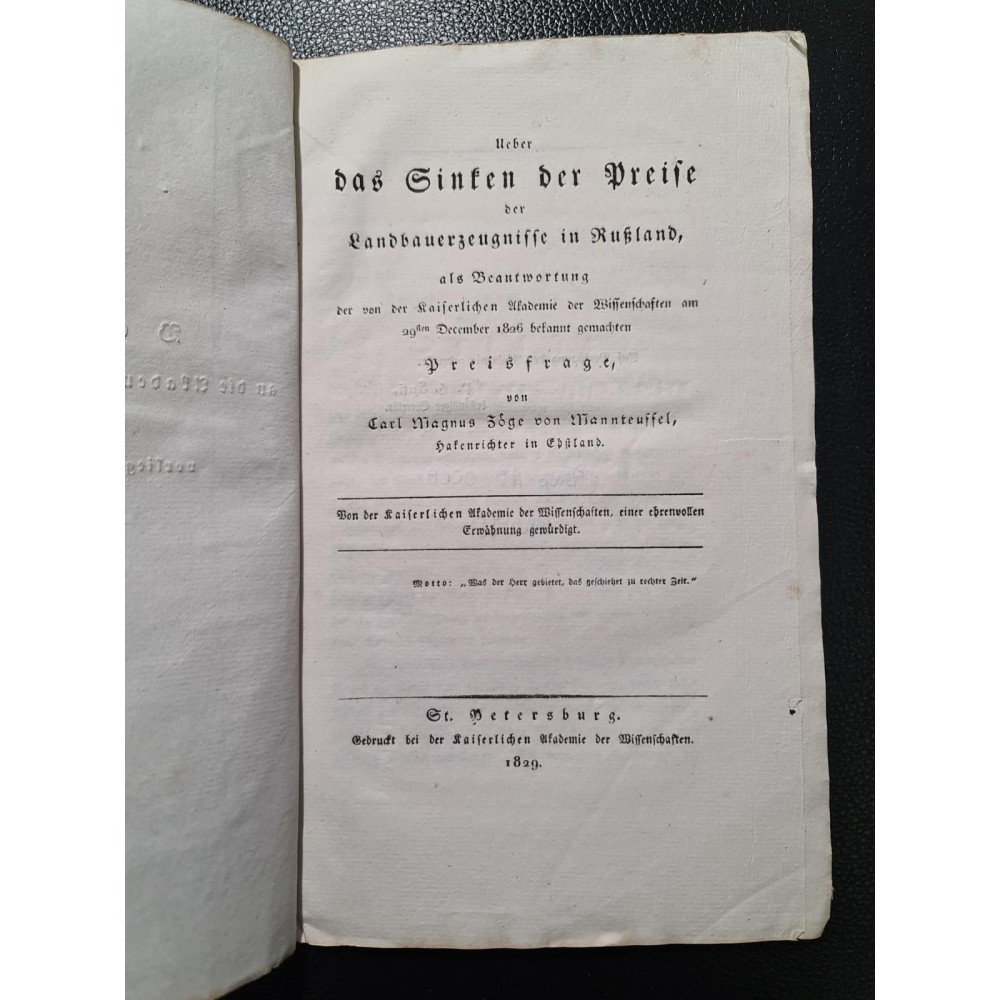 Ueber
das Sinken der Preise
der
Landbauerzeugnisse in Rußland,
als Beantwortung
der von der Kaiserlichen Akademie der Wissenschaften am
29sten December 1826 bekannt gemachten
Preisfrage,
von
Carl Magnus Zöge von Mannteuffel,
Hakenrichter in Ehstland.
Von der Kaiserlichen Akademie der Wissenschaften, einer ehrenvollen
Erwähnung gewürdigt.
Motto: „Was der Herr gebietet, das geschiehet zu rechter Zeit.“
St. Petersburg.
Gedruckt bei der Kaiserlichen Akademie der Wissenschaften.
1829.